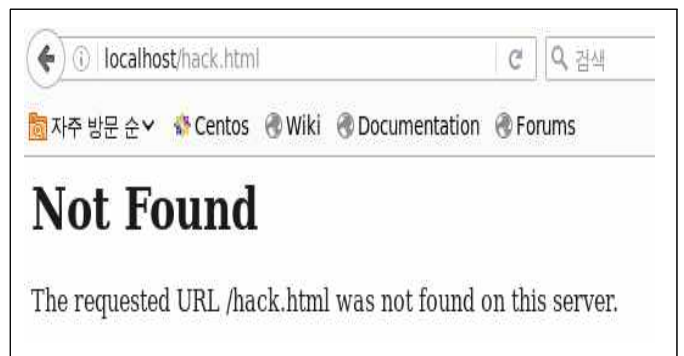 localhost/hack.html
검색
자주 방문 순 Centos Wiki Documentation Forums
Not Found
The requested URL /hack.html was not found on this server.